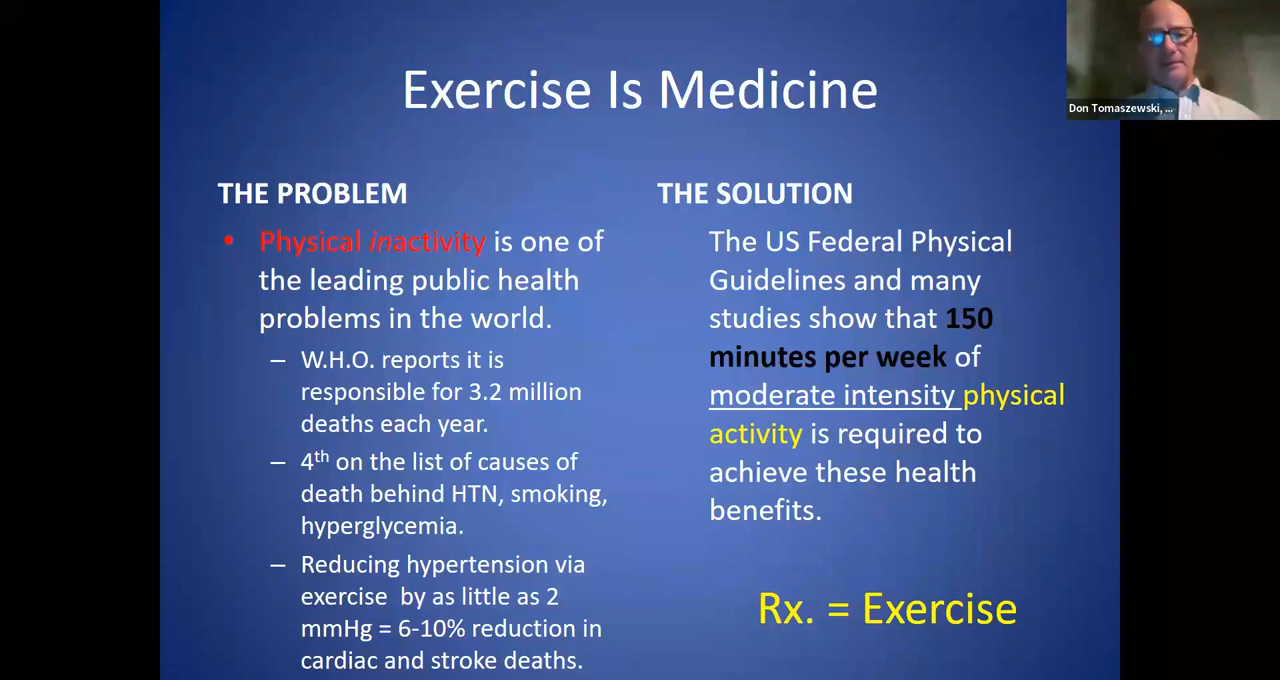 Exercise Is Medicine
Don Tomaszewski, ...
THE PROBLEM
• Physical inactivity is one of
the leading public health
problems in the world.
– W.H.O. reports it is
responsible for 3.2 million
deaths each year.
– 4th on the list of causes of
death behind HTN, smoking,
hyperglycemia.
– Reducing hypertension via
exercise by as little as 2
mmHg = 6-10% reduction in
cardiac and stroke deaths.
THE SOLUTION
The US Federal Physical
Guidelines and many
studies show that 150
minutes per week of
moderate intensity physical
activity is required to
achieve these health
benefits.
Rx. = Exercise